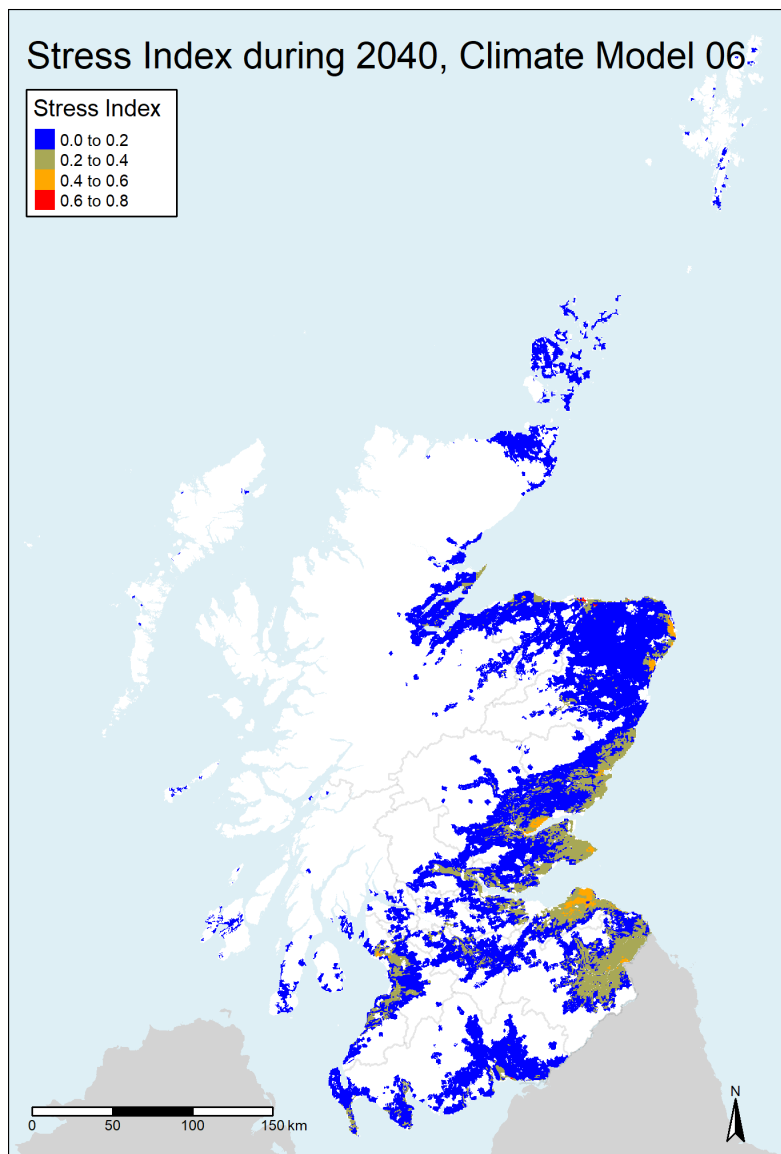 Stress Index during 2040, Climate Model 06
Stress Index
0.0 to 0.2
0.2 to 0.4
0.4 to 0.6
0.6 to 0.8
N
0 50 100 150 km